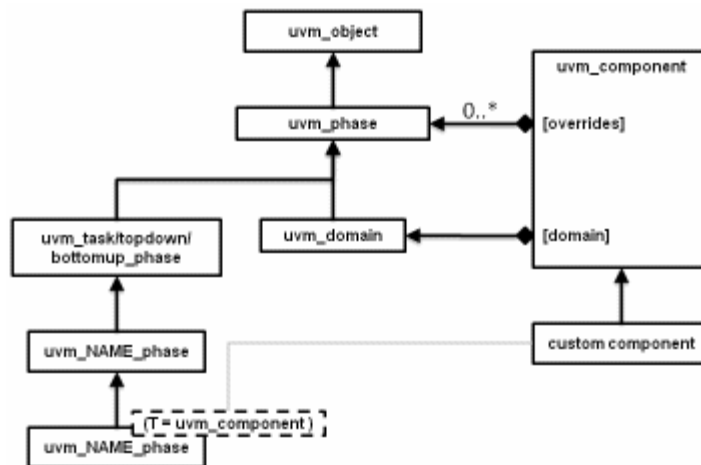 uvm_object
uvm_component
uvm_phase
0..*
[overrides]
uvm_task/topdown/
bottomup_phase
uvm_domain
[domain]
uvm_NAME_phase
custom component
(T = uvm_component )
uvm_NAME_phase